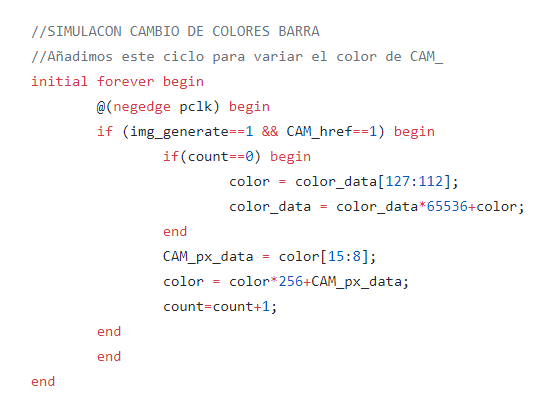 //SIMULACON CAMBIO DE COLORES BARRA
//Añadimos este ciclo para variar el color de CAM_
initial forever begin
@(negedge pclk) begin
if (img_generate==1 && CAM_href==1) begin
if(count==0) begin
color = color_data[127:112];
color_data = color_data*65536+color;
end
CAM_px_data = color[15:8];
color = color*256+CAM_px_data;
count=count+1;
end
end
end